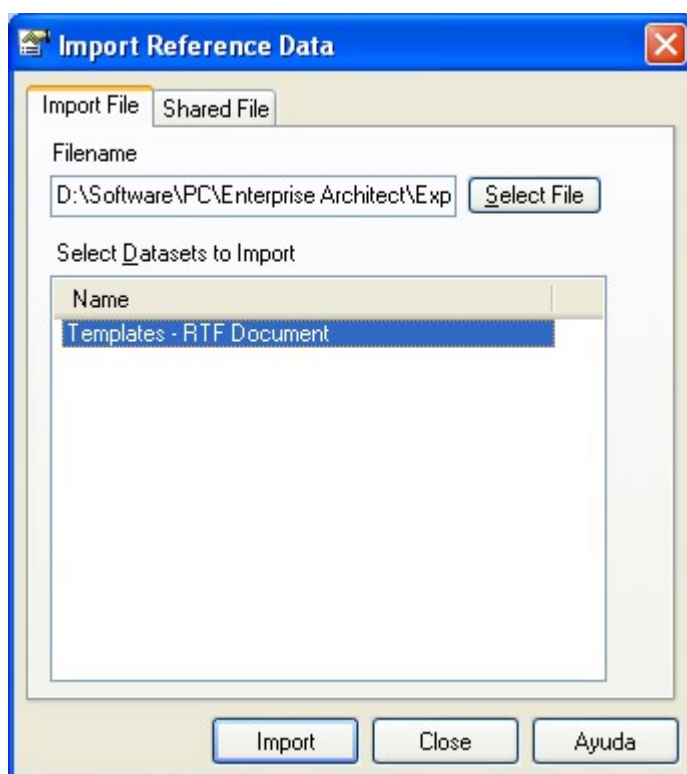 Import Reference Data
Import File Shared File
Filename
D:\Software\PC\Enterprise Architect\Exp Select File
Select Datasets to Import
Name
Templates - RTF Document
Import Close Ayuda